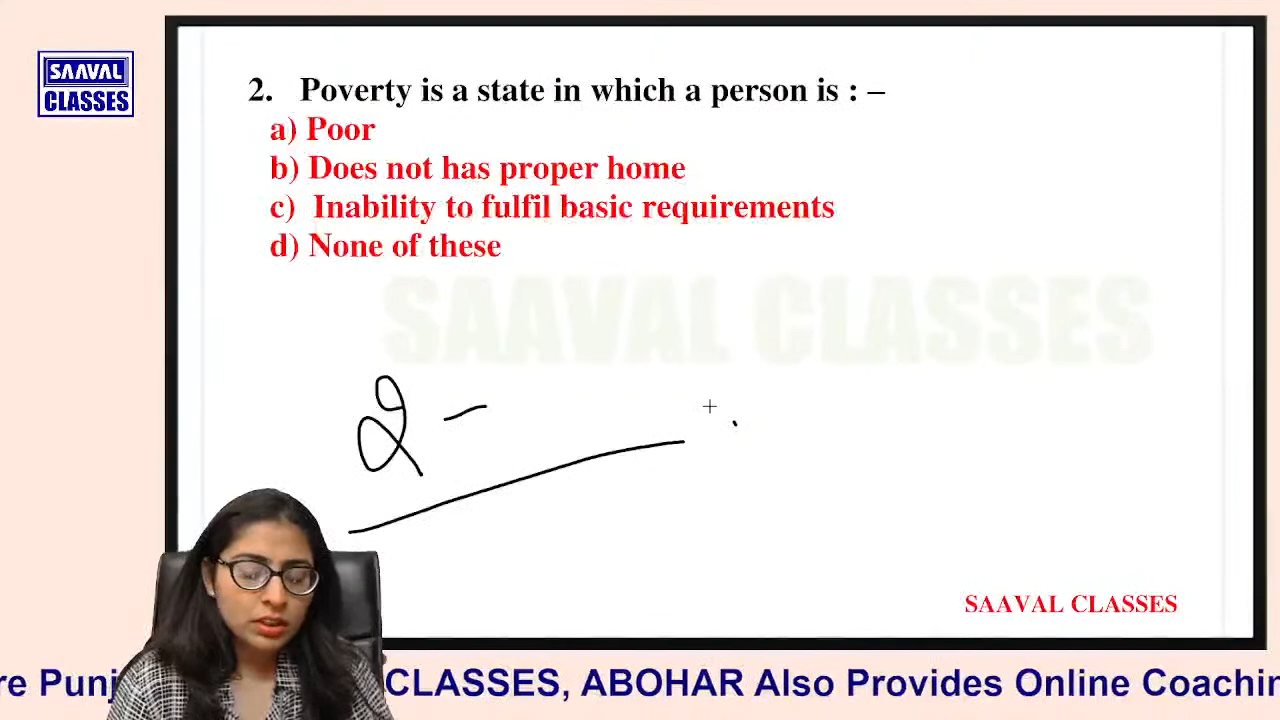 SAAVAL
CLASSES
2. Poverty is a state in which a person is : –
a) Poor
b) Does not has proper home
c) Inability to fulfil basic requirements
d) None of these
SAAVAL CLASSES
2 –
SAAVAL CLASSES
re Punj CLASSES, ABOHAR Also Provides Online Coachin